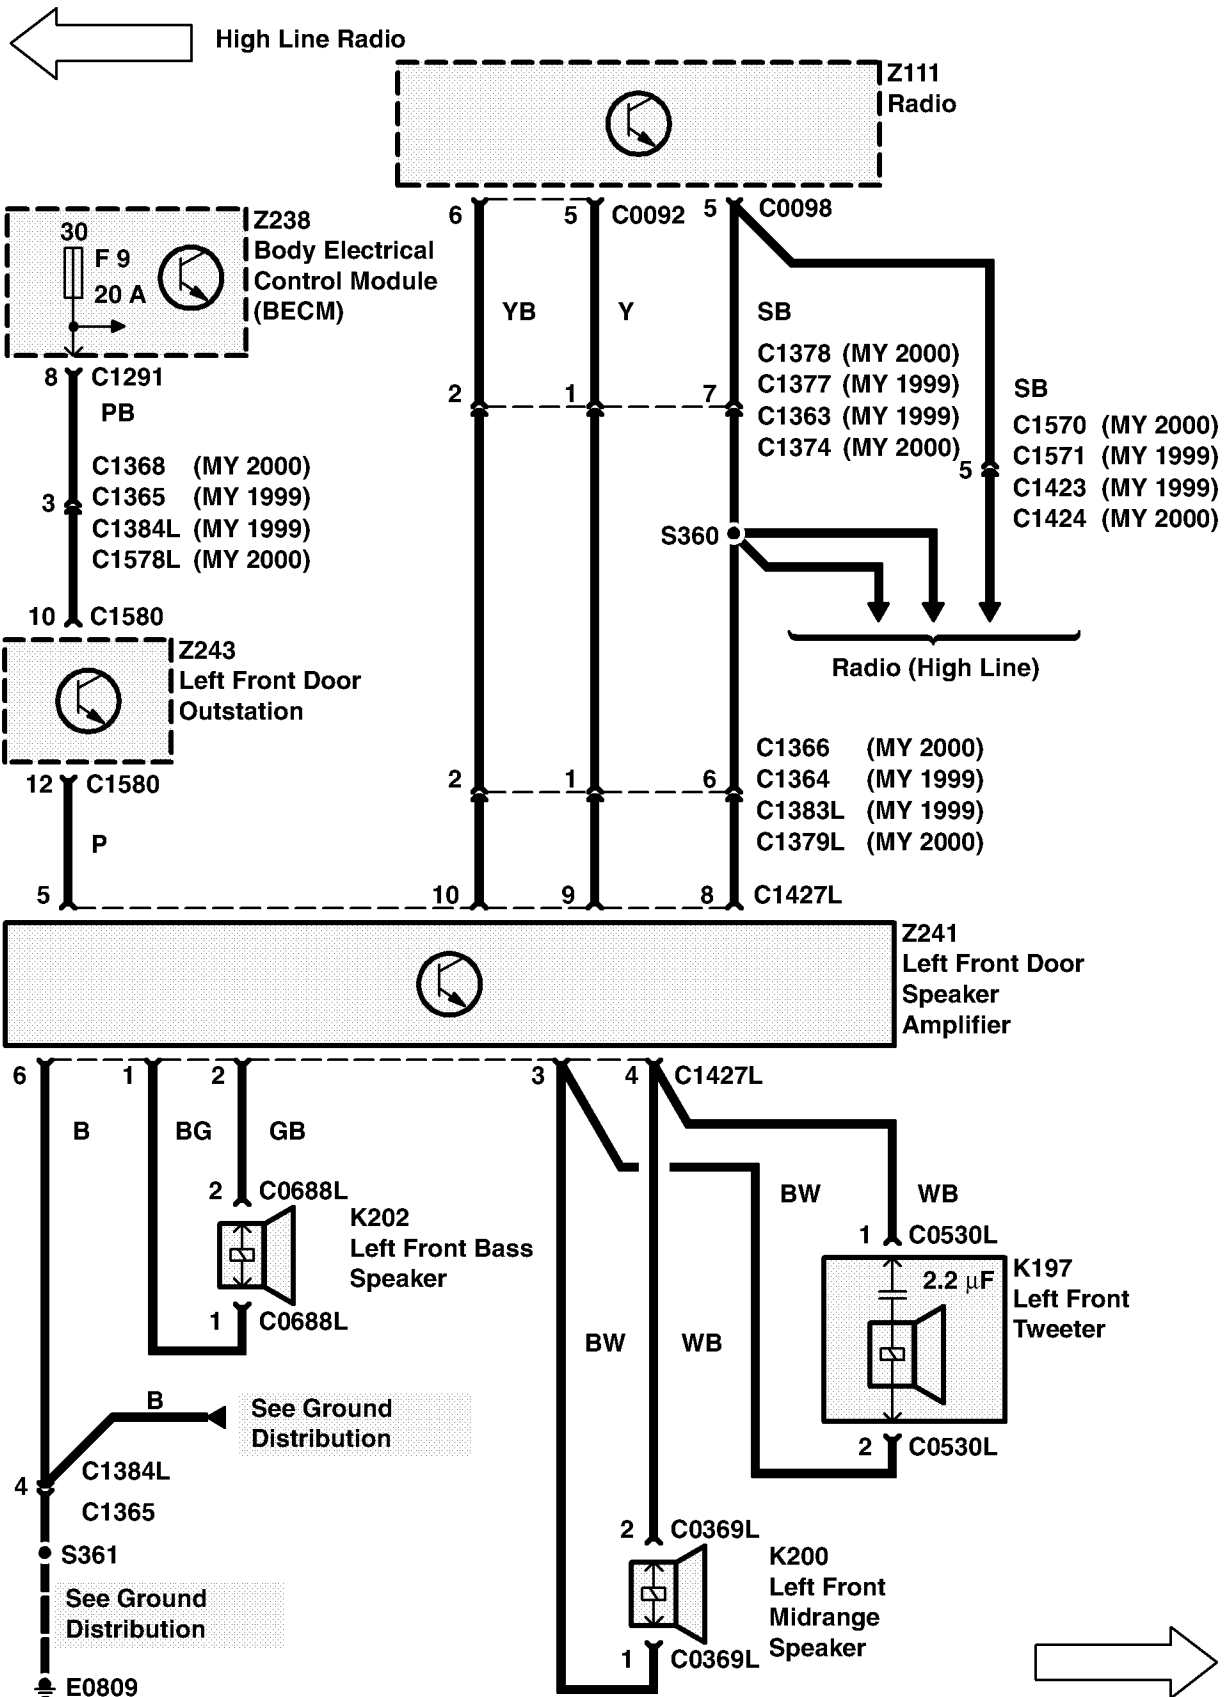 High Line Radio
Z111
Radio
6
5
C0092
5
C0098
30
F 9
20 A
Z238
Body Electrical
Control Module
(BECM)
YB
Y
SB
8
C1291
PB
C1378 (MY 2000)
C1377 (MY 1999)
C1363 (MY 1999)
C1374 (MY 2000)
2
1
7
SB
C1570 (MY 2000)
C1571 (MY 1999)
C1423 (MY 1999)
C1424 (MY 2000)
5
3
C1368 (MY 2000)
C1365 (MY 1999)
C1384L (MY 1999)
C1578L (MY 2000)
S360
10
C1580
Z243
Left Front Door
Outstation
Radio (High Line)
12
C1580
2
1
6
C1366 (MY 2000)
C1364 (MY 1999)
C1383L (MY 1999)
C1379L (MY 2000)
P
5
10
9
8
C1427L
Z241
Left Front Door
Speaker
Amplifier
6
1
2
3
4
C1427L
B
BG
GB
BW
WB
2
C0688L
K202
Left Front Bass
Speaker
1
C0688L
1
C0530L
2.2 μF
K197
Left Front
Tweeter
BW
WB
B
See Ground
Distribution
2
C0530L
4
C1384L
C1365
S361
See Ground
Distribution
E0809
2
C0369L
K200
Left Front
Midrange
Speaker
1
C0369L